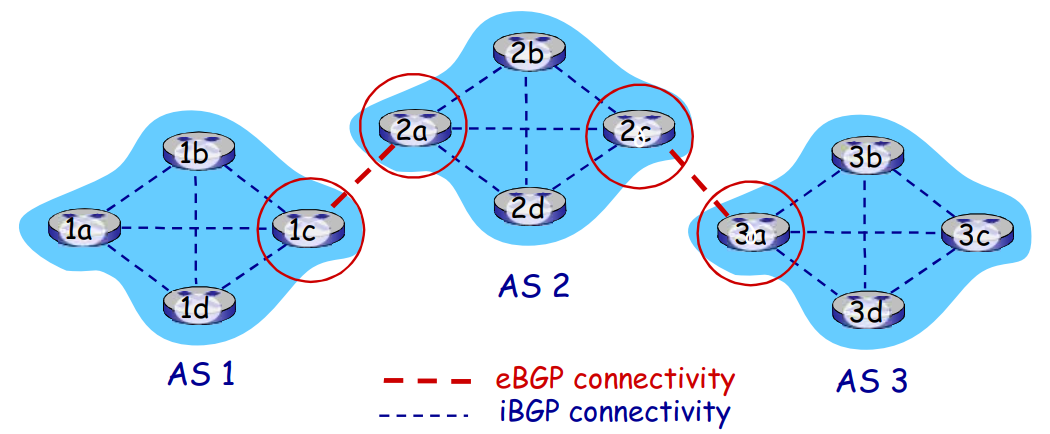 2b
2a
2c
2d
AS 2
1b
1a
1c
1d
AS 1
3b
3a
3c
3d
AS 3
eBGP connectivity
iBGP connectivity